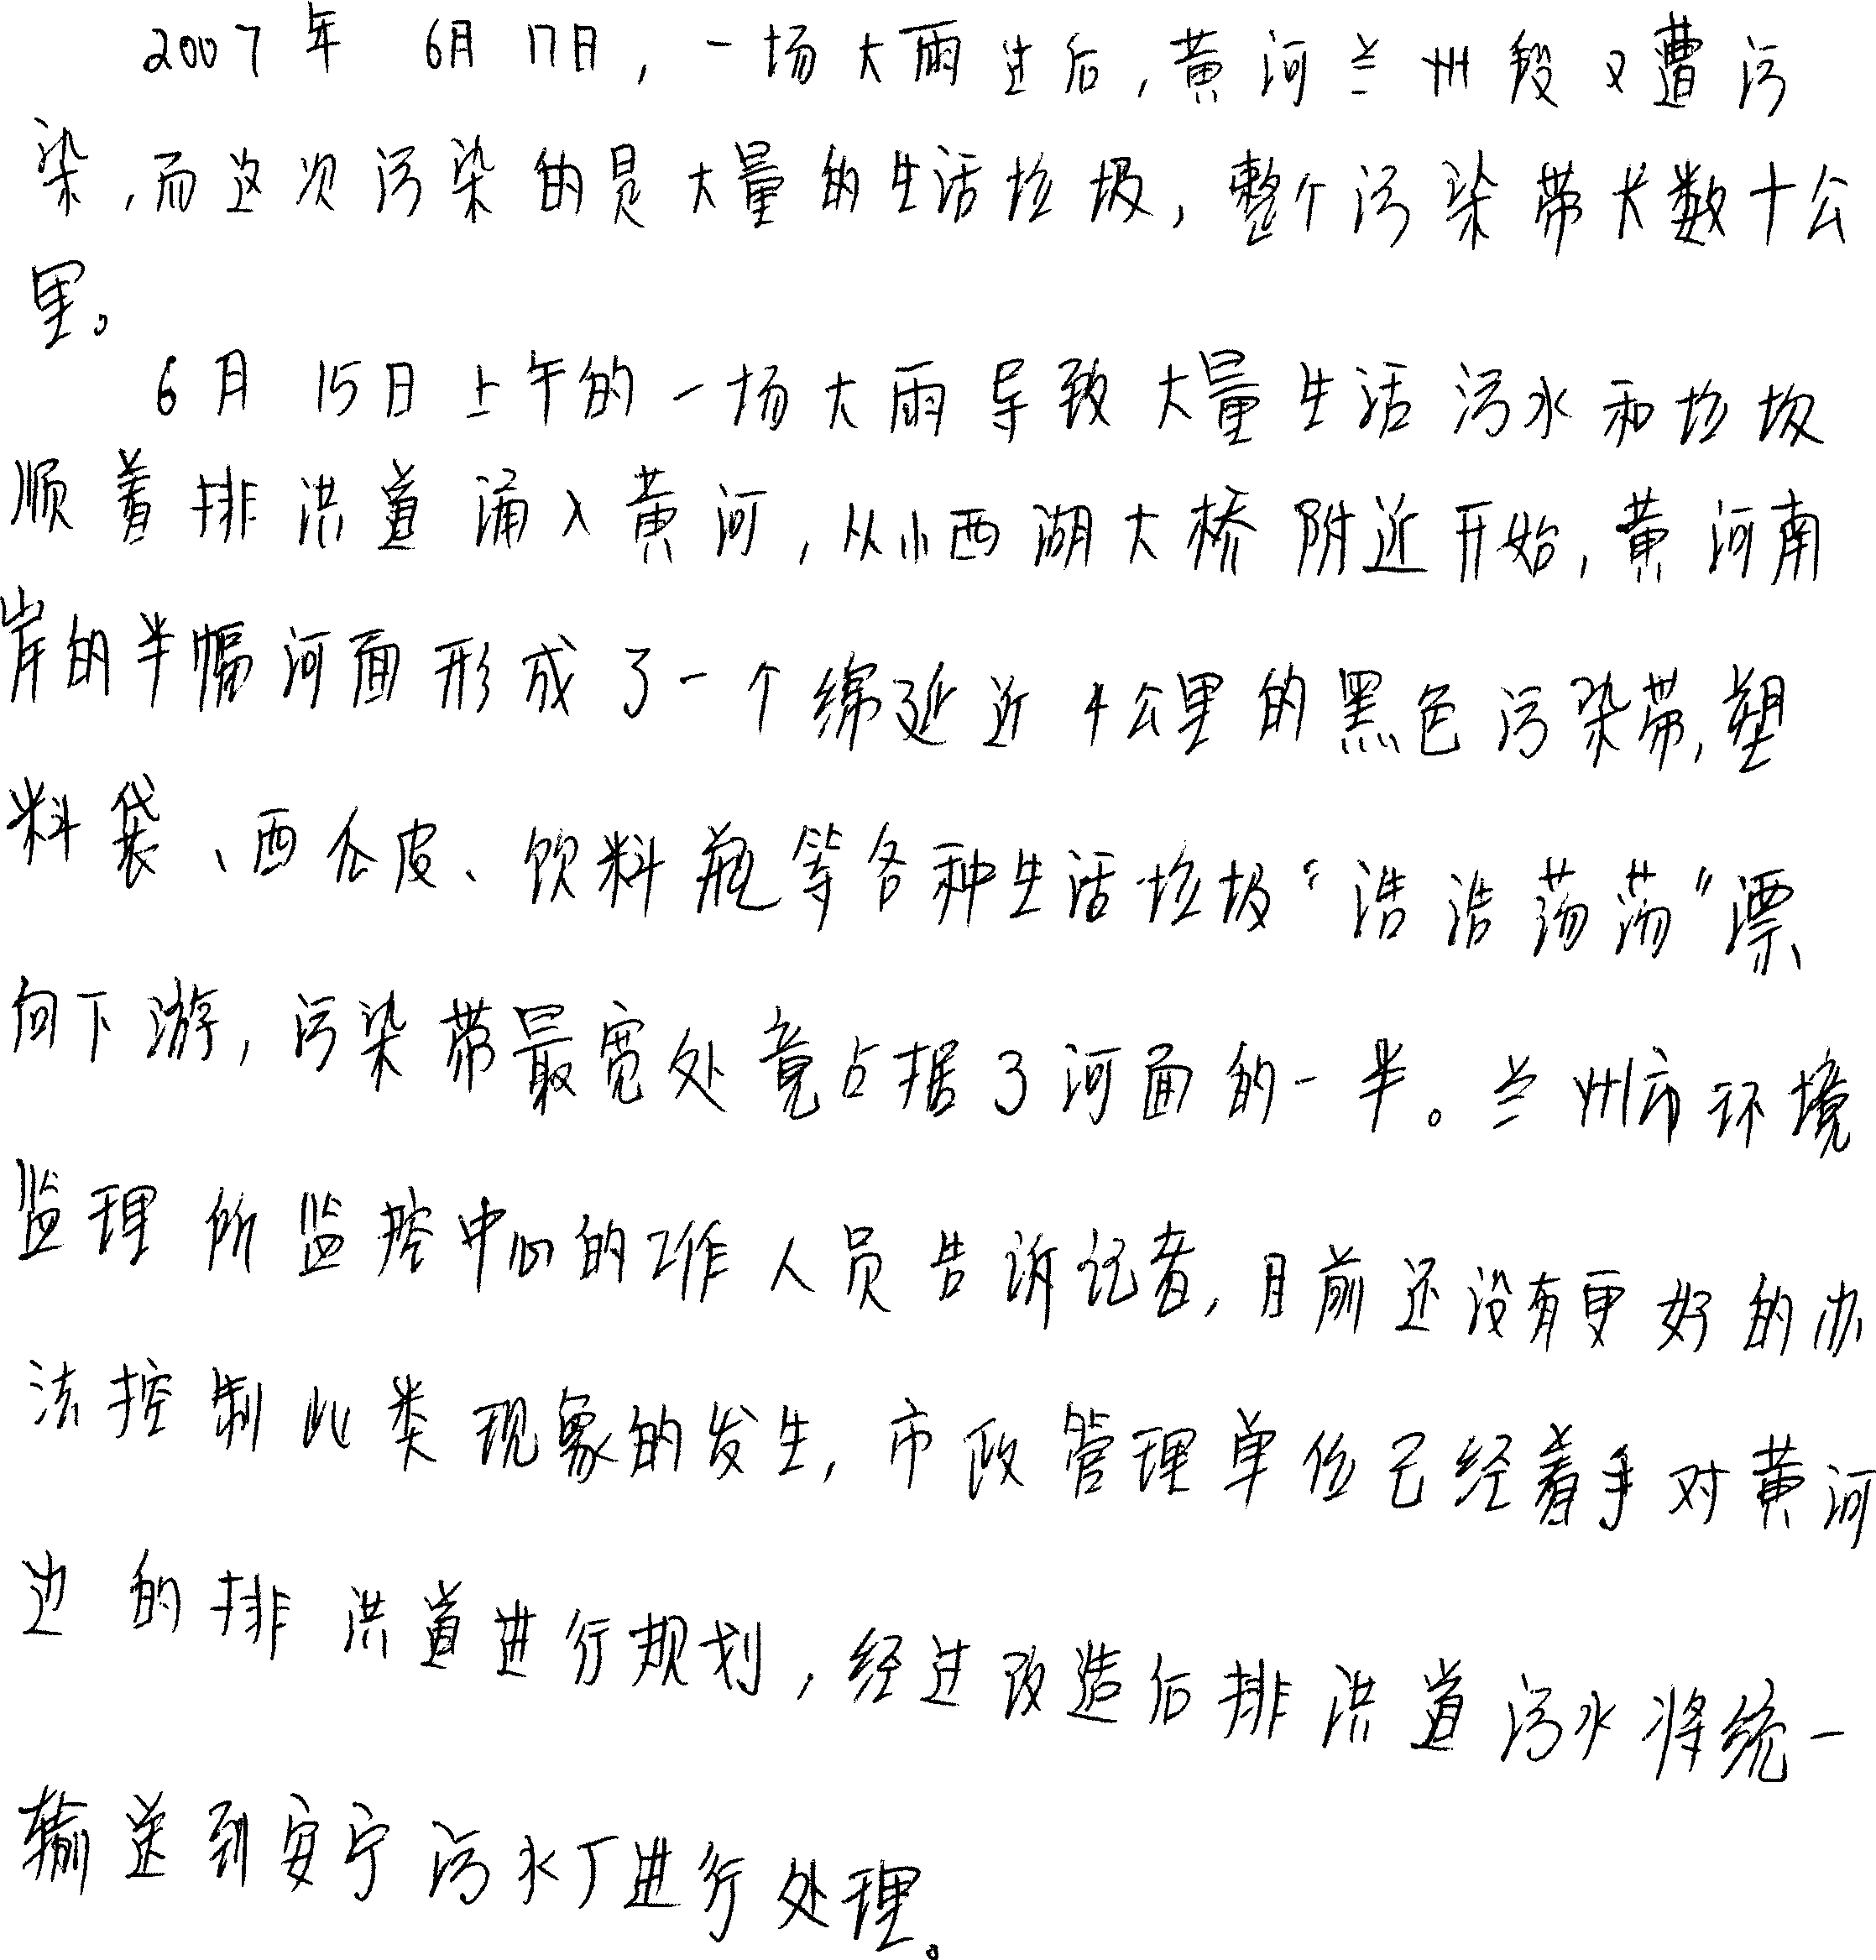 2007年 6月17日，一场大雨过后，黄河兰州段又遭污
染，而这次污染的是大量的生活垃圾，整个污染带长数十公
里。
6月 15日上午的一场大雨导致大量生活污水和垃圾
顺着排洪道涌入黄河，从小西湖大桥附近开始，黄河南
岸的半幅河面形成了一个绵延近4公里的黑色污染带，塑
料袋、西瓜皮、饮料瓶等各种生活垃圾“浩浩荡荡”漂
向下游，污染带最宽处竟占据了河面的一半。兰州市环境
监理所监控中心的工作人员告诉记者，目前还没有更好的办
法控制此类现象的发生，市政管理单位已经着手对黄河
边的排洪道进行规划，经过改造后排洪道污水将统一
输送到安宁污水厂进行处理。